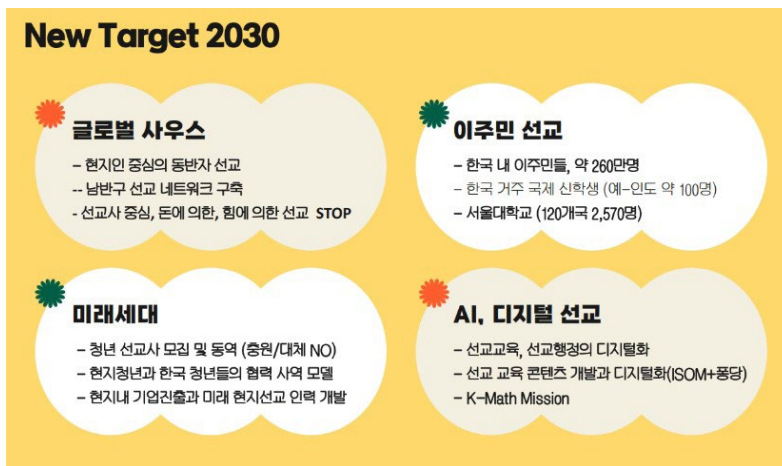 New Target 2030
글로벌 사우스
- 현지인 중심의 동반자 선교
-- 남반구 선교 네트워크 구축
- 선교사 중심, 돈에 의한, 힘에 의한 선교 STOP
이주민 선교
- 한국 내 이주민들, 약 260만명
- 한국 거주 국제 신학생 (예-인도 약 100명)
- 서울대학교 (120개국 2,570명)
미래세대
- 청년 선교사 모집 및 동역 (충원/대체 NO)
- 현지청년과 한국 청년들의 협력 사역 모델
- 현지내 기업진출과 미래 현지선교 인력 개발
AI, 디지털 선교
- 선교교육, 선교행정의 디지털화
- 선교 교육 콘텐츠 개발과 디지털화(ISOM+퐁당)
- K-Math Mission